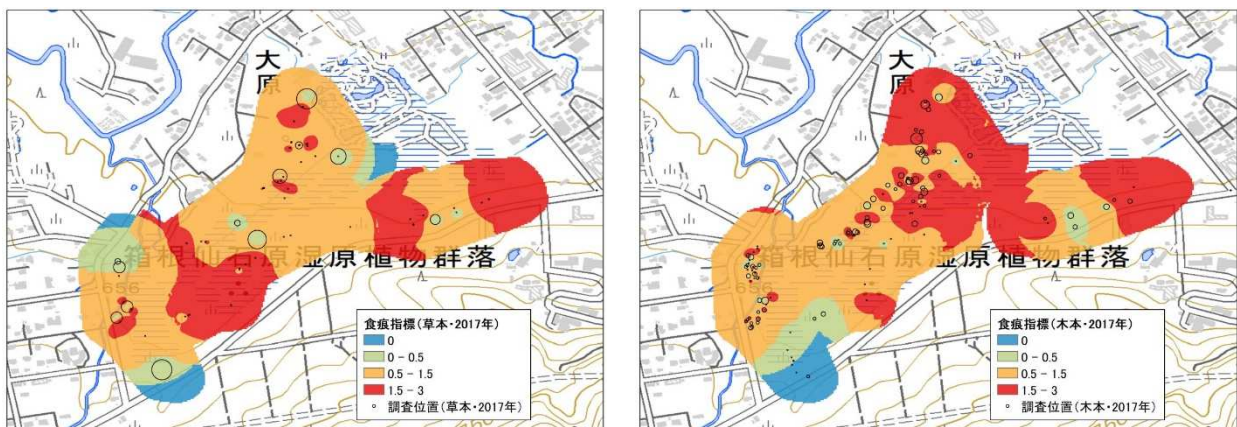 大
原
箱根仙石原湿原植物群落
656
食痕指標(草本・2017年)
0
0 - 0.5
0.5 - 1.5
1.5 - 3
調査位置(草本・2017年)
大
原
箱根仙石原湿原植物群落
656
食痕指標(木本・2017年)
0
0 - 0.5
0.5 - 1.5
1.5 - 3
調査位置(木本・2017年)